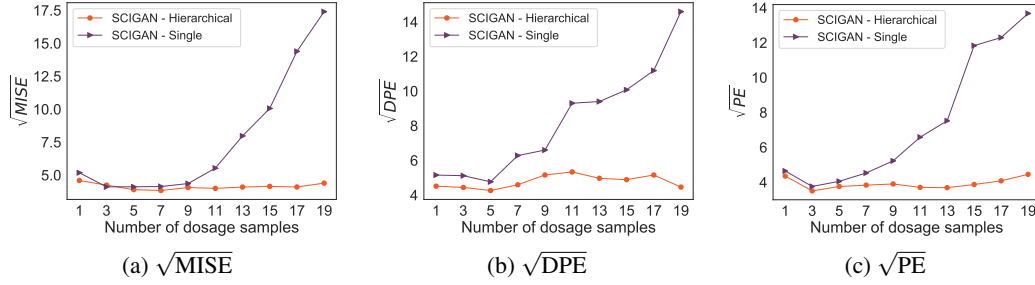 SCIGAN - Hierarchical
SCIGAN - Single
√MISE
17.5
15.0
12.5
10.0
7.5
5.0
1 3 5 7 9 11 13 15 17 19
Number of dosage samples
(a) √MISE
SCIGAN - Hierarchical
SCIGAN - Single
√DPE
14
12
10
8
6
4
1 3 5 7 9 11 13 15 17 19
Number of dosage samples
(b) √DPE
SCIGAN - Hierarchical
SCIGAN - Single
√PE
14
12
10
8
6
4
1 3 5 7 9 11 13 15 17 19
Number of dosage samples
(c) √PE